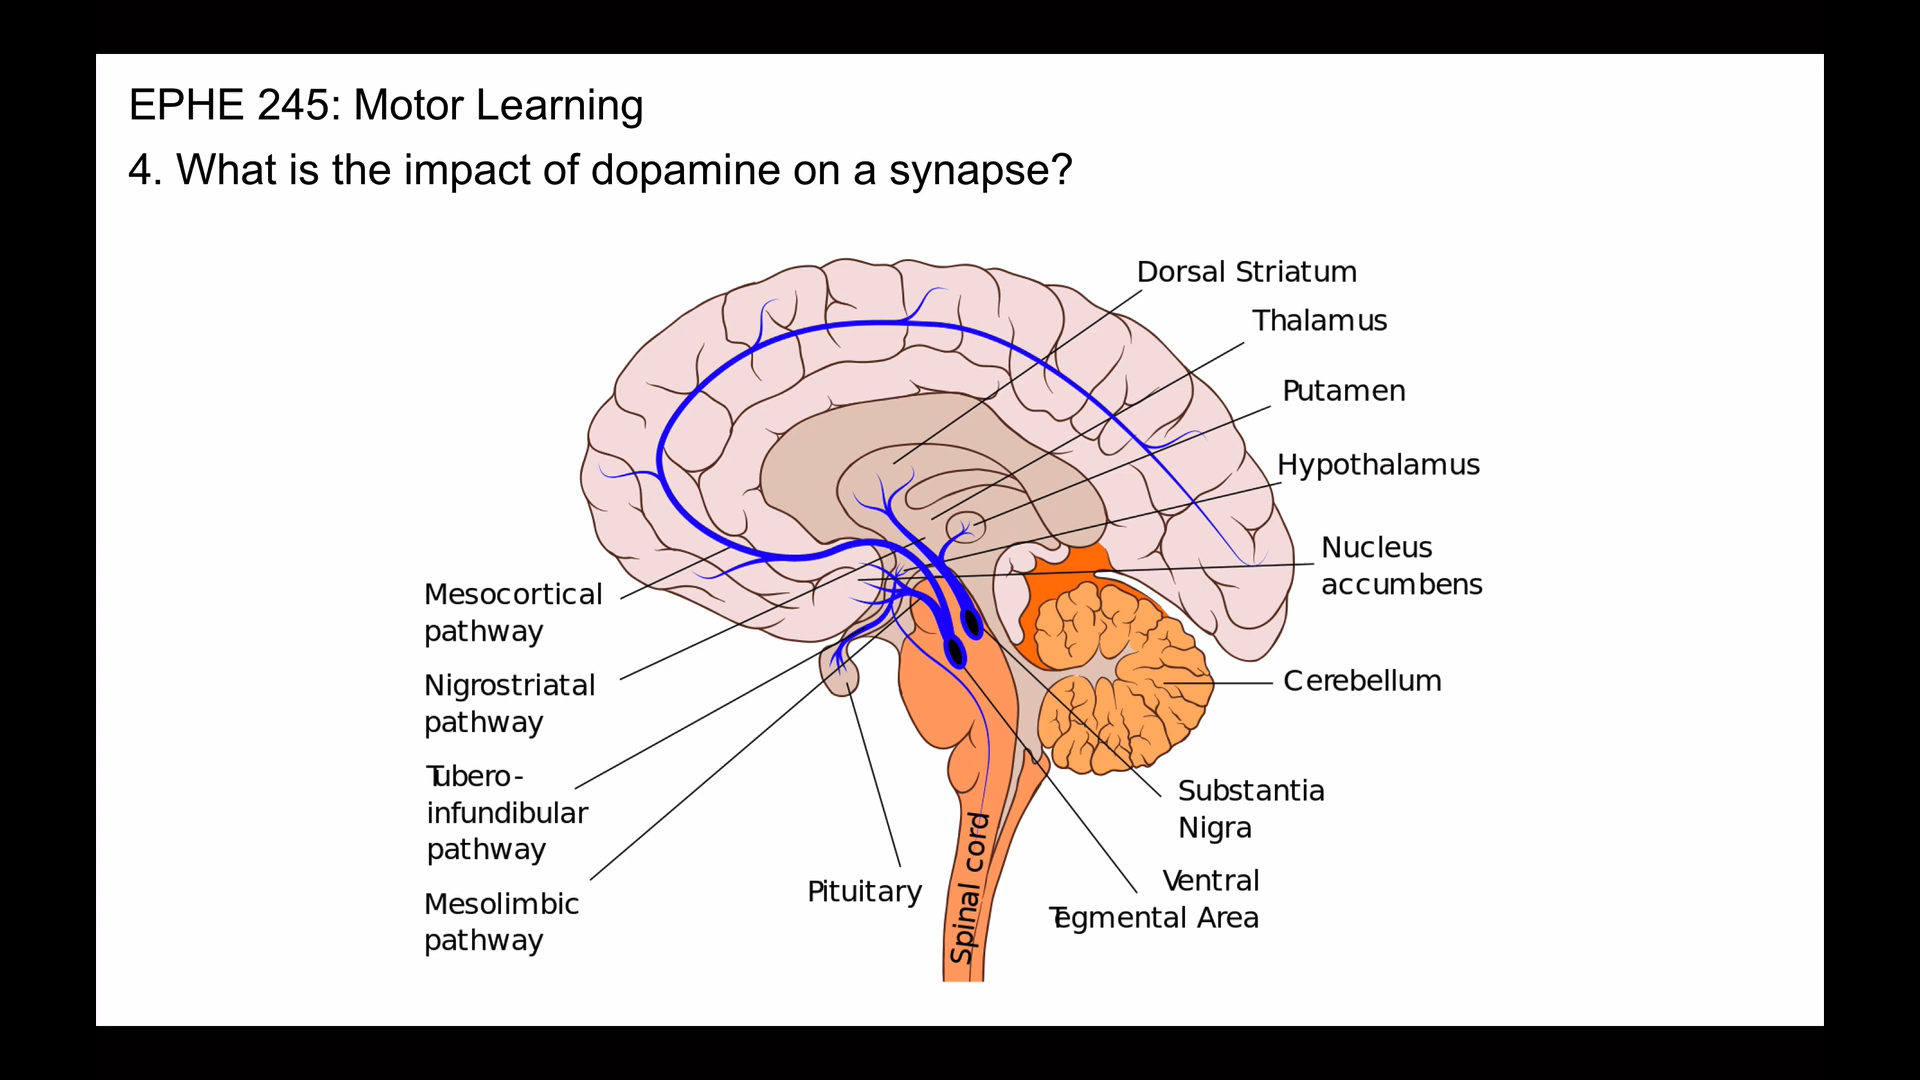 EPHE 245: Motor Learning
4. What is the impact of dopamine on a synapse?
Dorsal Striatum
Thalamus
Putamen
Hypothalamus
Nucleus
accumbens
Cerebellum
Substantia
Nigra
Ventral
Tegmental Area
Spinal cord
Pituitary
Mesocortical
pathway
Nigrostriatal
pathway
Tubero-
infundibular
pathway
Mesolimbic
pathway